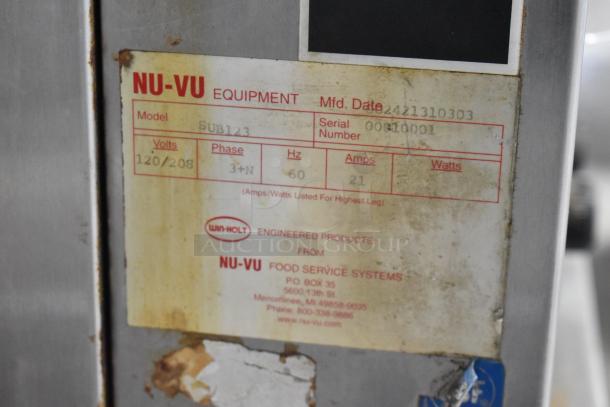 NU-VU EQUIPMENT Mfd. Date
Model SUB123 Serial Number 00810001
Volts Phase Hz Amps Watts
120/208 3+N 60 21
(Amps/Watts Listed For Highest Leg)
AUCTION GROUP
WIN-HOLT ENGINEERED PRODUCTS
FROM
NU-VU FOOD SERVICE SYSTEMS
P.O. BOX 35
5600 13th St.
Menominee, MI 49858-0035
Phone: 800-338-9886
www.nu-vu.com